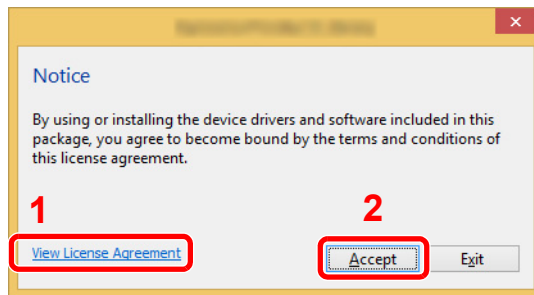 Notice
By using or installing the device drivers and software included in this
package, you agree to become bound by the terms and conditions of
this license agreement.
1
2
View License Agreement
Accept
Exit